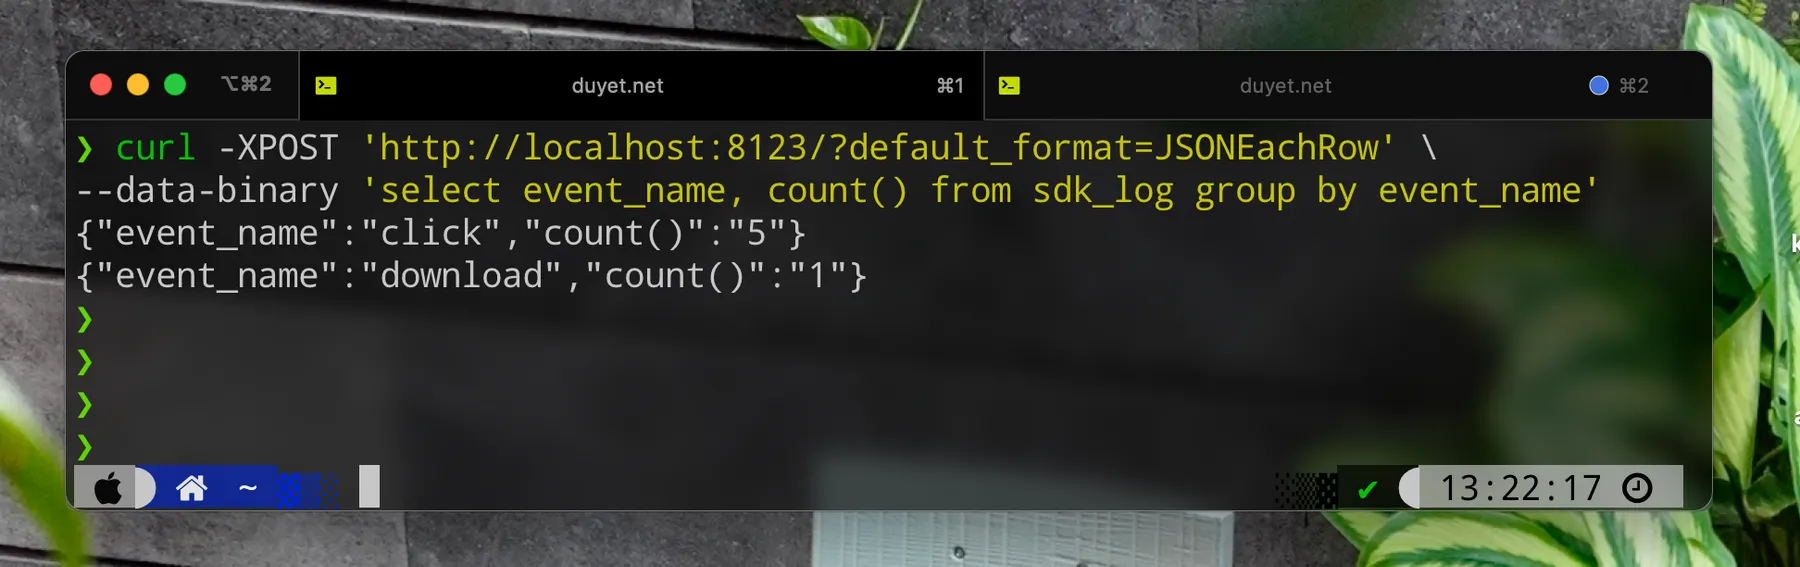 ⌥⌘2 duyet.net ⌘1 duyet.net ⌘2
❯ curl -XPOST 'http://localhost:8123/?default_format=JSONEachRow' \
--data-binary 'select event_name, count() from sdk_log group by event_name'
{"event_name":"click","count()":"5"}
{"event_name":"download","count()":"1"}
❯
❯
❯
❯
~ ✔ 13:22:17